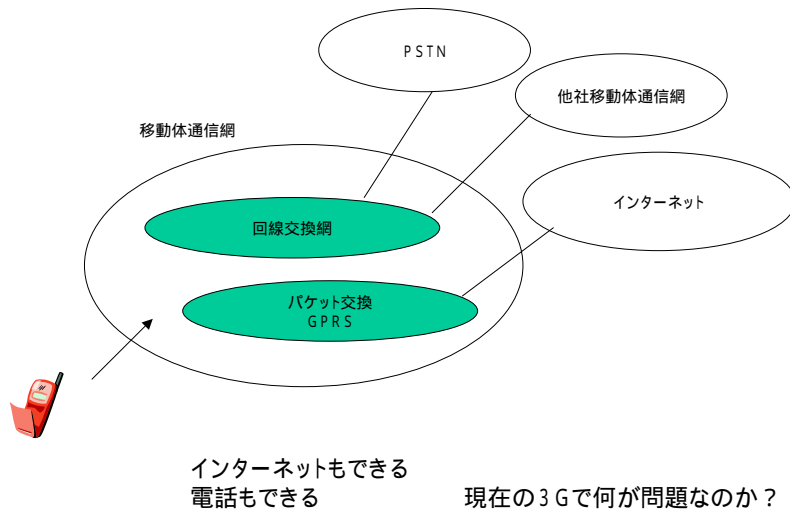 PSTN
他社移動体通信網
移動体通信網
インターネット
回線交換網
パケット交換
GPRS
インターネットもできる
電話もできる
現在の3Gで何が問題なのか？